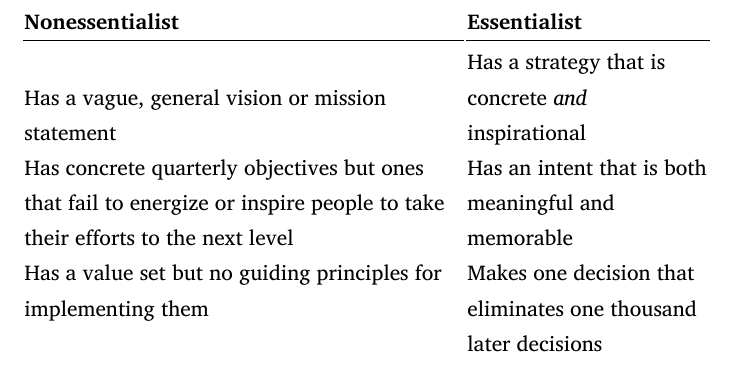 Nonessentialist
Essentialist
Has a vague, general vision or mission
statement
Has a strategy that is
concrete and
inspirational
Has concrete quarterly objectives but ones
that fail to energize or inspire people to take
their efforts to the next level
Has an intent that is both
meaningful and
memorable
Has a value set but no guiding principles for
implementing them
Makes one decision that
eliminates one thousand
later decisions